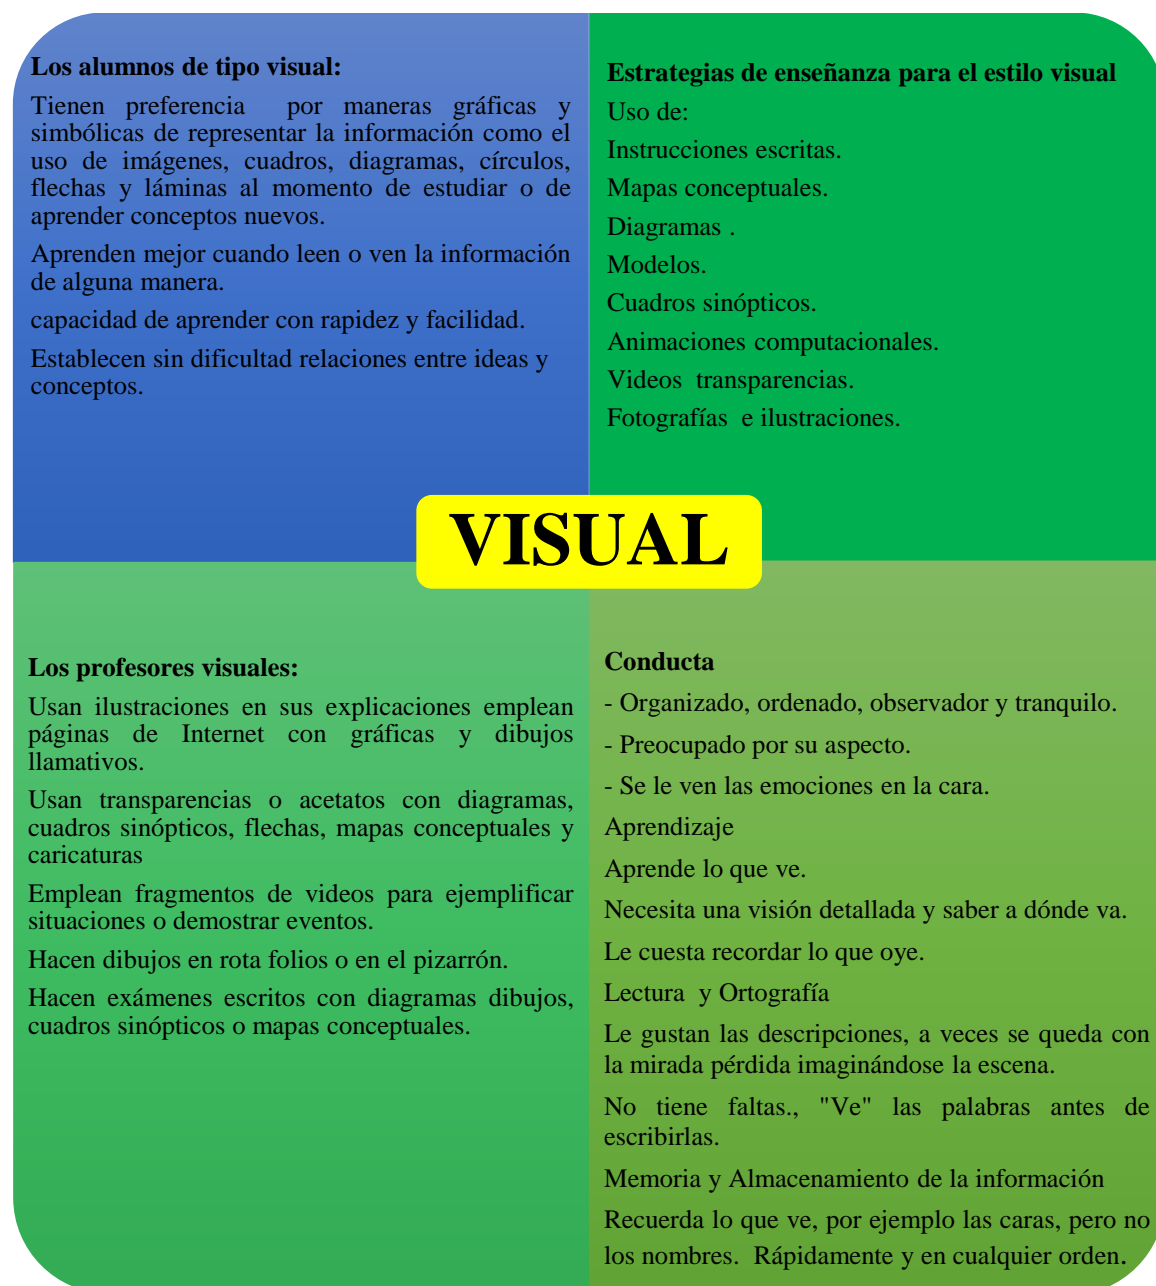 Los alumnos de tipo visual:
Tienen preferencia por maneras gráficas y
simbólicas de representar la información como el
uso de imágenes, cuadros, diagramas, círculos,
flechas y láminas al momento de estudiar o de
aprender conceptos nuevos.
Aprenden mejor cuando leen o ven la información
de alguna manera.
capacidad de aprender con rapidez y facilidad.
Establecen sin dificultad relaciones entre ideas y
conceptos.
Estrategias de enseñanza para el estilo visual
Uso de:
Instrucciones escritas.
Mapas conceptuales.
Diagramas .
Modelos.
Cuadros sinópticos.
Animaciones computacionales.
Videos transparencias.
Fotografías e ilustraciones.
VISUAL
Los profesores visuales:
Usan ilustraciones en sus explicaciones emplean
páginas de Internet con gráficas y dibujos
llamativos.
Usan transparencias o acetatos con diagramas,
cuadros sinópticos, flechas, mapas conceptuales y
caricaturas
Emplean fragmentos de videos para ejemplificar
situaciones o demostrar eventos.
Hacen dibujos en rota folios o en el pizarrón.
Hacen exámenes escritos con diagramas dibujos,
cuadros sinópticos o mapas conceptuales.
Conducta
- Organizado, ordenado, observador y tranquilo.
- Preocupado por su aspecto.
- Se le ven las emociones en la cara.
Aprendizaje
Aprende lo que ve.
Necesita una visión detallada y saber a dónde va.
Le cuesta recordar lo que oye.
Lectura y Ortografía
Le gustan las descripciones, a veces se queda con
la mirada pérdida imaginándose la escena.
No tiene faltas., "Ve" las palabras antes de
escribirlas.
Memoria y Almacenamiento de la información
Recuerda lo que ve, por ejemplo las caras, pero no
los nombres. Rápidamente y en cualquier orden.